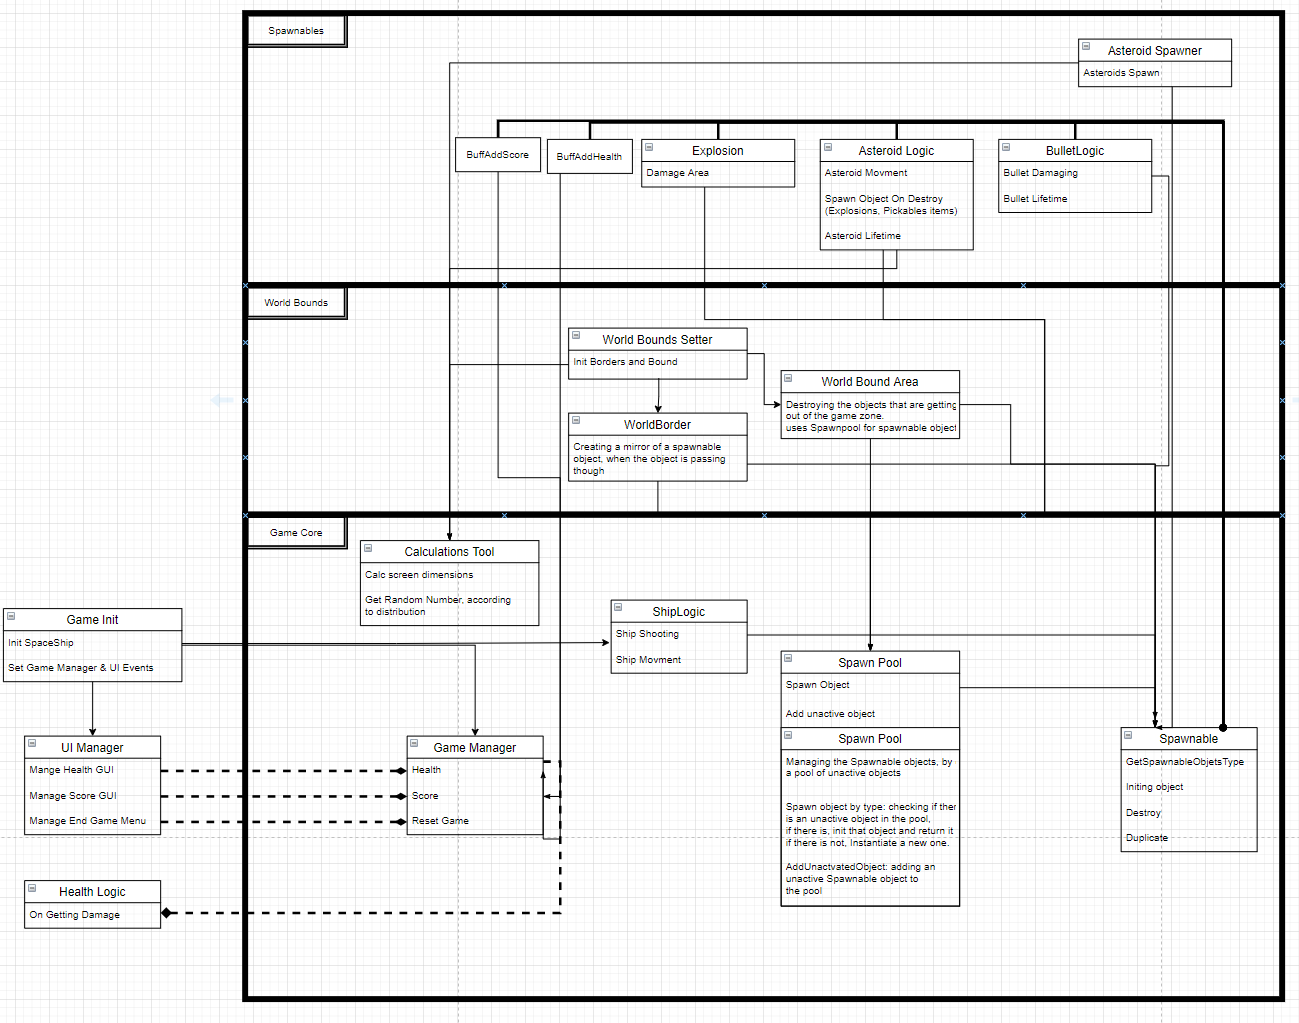 Spawnables
Asteroid Spawner
Asteroids Spawn
BuffAddScore
BuffAddHealth
Explosion
Damage Area
Asteroid Logic
Asteroid Movment
Spawn Object On Destroy
(Explosions, Pickables items)
Asteroid Lifetime
BulletLogic
Bullet Damaging
Bullet Lifetime
World Bounds
World Bounds Setter
Init Borders and Bound
World Bound Area
Destroying the objects that are getting
out of the game zone.
uses Spawnpool for spawnable object
WorldBorder
Creating a mirror of a spawnable
object, when the object is passing
though
Game Core
Calculations Tool
Calc screen dimensions
Get Random Number, according
to distribution
Game Init
Init SpaceShip
Set Game Manager & UI Events
ShipLogic
Ship Shooting
Ship Movment
Spawn Pool
Spawn Object
Add unactive object
Spawn Pool
Managing the Spawnable objects, by
a pool of unactive objects
Spawn object by type: checking if ther
is an unactive object in the pool,
if there is, init that object and return it
if there is not, Instantiate a new one.
AddUnactvatedObject: adding an
unactive Spawnable object to
the pool
Spawnable
GetSpawnableObjetsType
Initing object
Destroy
Duplicate
UI Manager
Mange Health GUI
Manage Score GUI
Manage End Game Menu
Game Manager
Health
Score
Reset Game
Health Logic
On Getting Damage